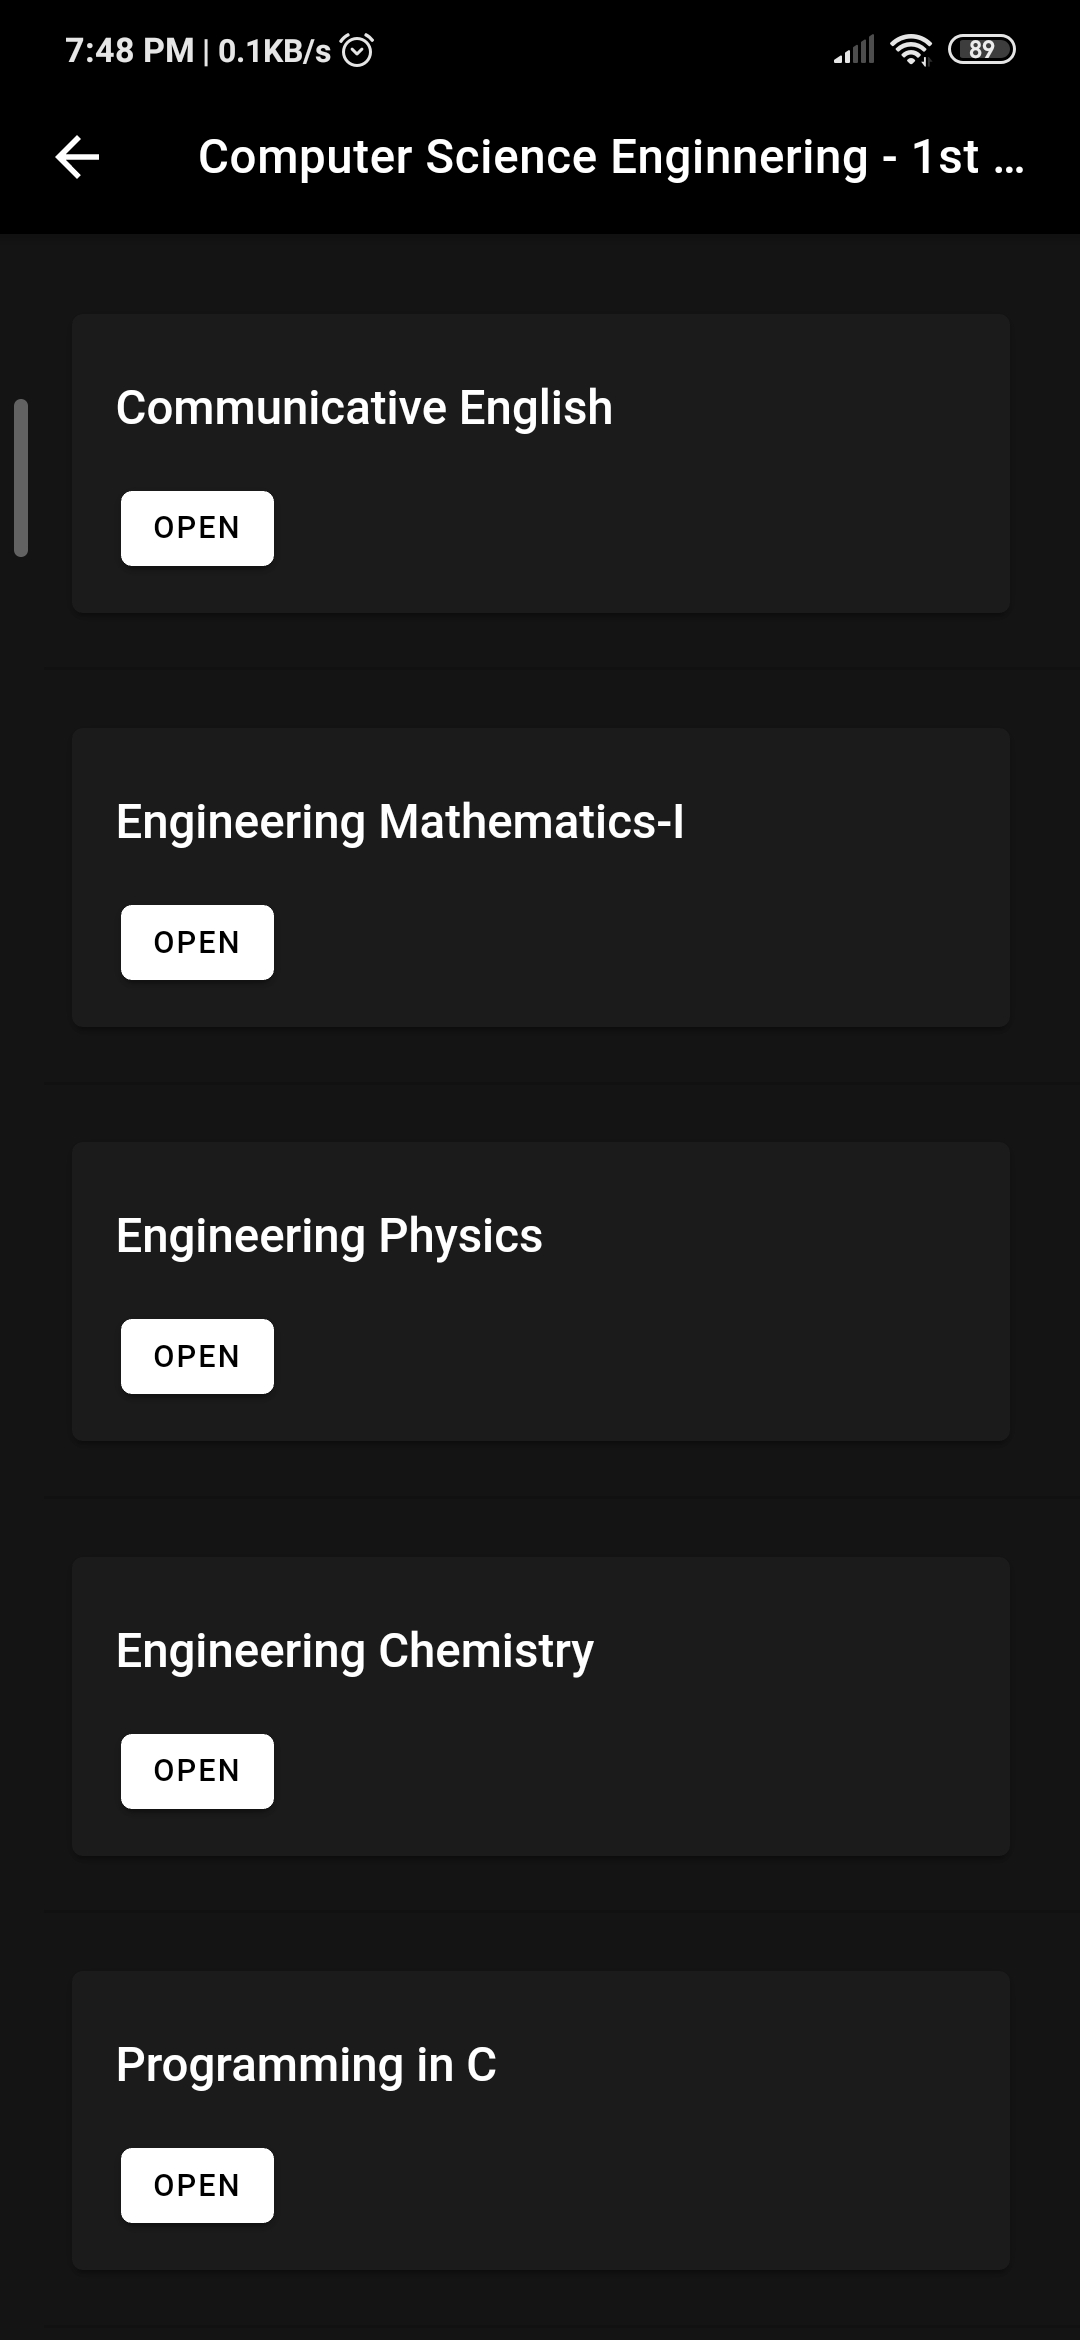 7:48 PM | 0.1KB/s 89
Computer Science Enginnering - 1st ...
Communicative English
OPEN
Engineering Mathematics-I
OPEN
Engineering Physics
OPEN
Engineering Chemistry
OPEN
Programming in C
OPEN